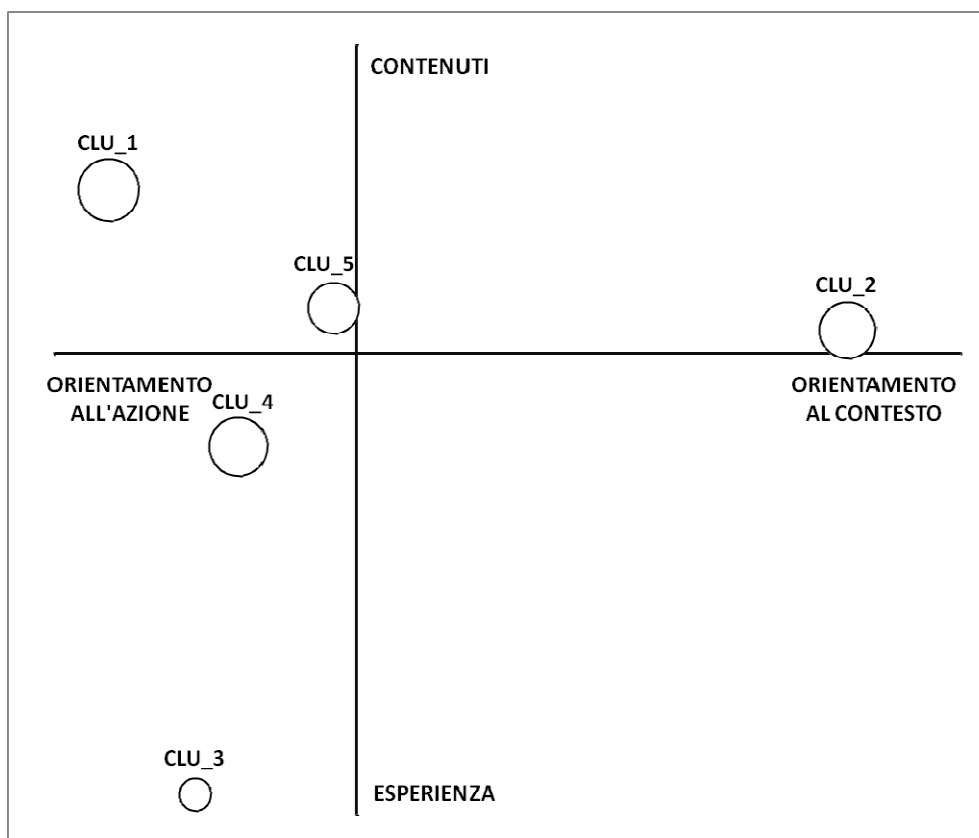 CONTENUTI
CLU_1
CLU_5
CLU_2
ORIENTAMENTO
ALL'AZIONE
ORIENTAMENTO
AL CONTESTO
CLU_4
CLU_3
ESPERIENZA